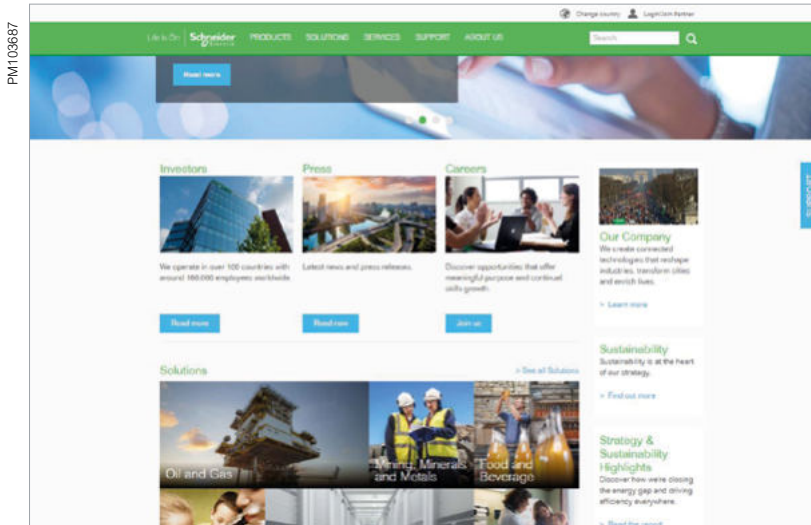 PM103687
Change country Login/Join Partner
Life Is On Schneider Electric PRODUCTS SOLUTIONS SERVICES SUPPORT ABOUT US Search
Read more
SUPPORT
Investors
Press
Careers
We operate in over 100 countries with
around 160,000 employees worldwide
Latest news and press releases.
Discover opportunities that offer
meaningful purpose and continual
skills growth.
Read more
Read now
Join us
Our Company
We create connected
technologies that reshape
industries, transform cities
and enrich lives.
> Learn more
Sustainability
Sustainability is at the heart
of our strategy.
> Find out more
Strategy &
Sustainability
Highlights
Discover how we're closing
the energy gap and driving
efficiency everywhere.
> Read the report
Solutions
> See all Solutions
Oil and Gas
Mining, Minerals
and Metals
Food and
Beverage